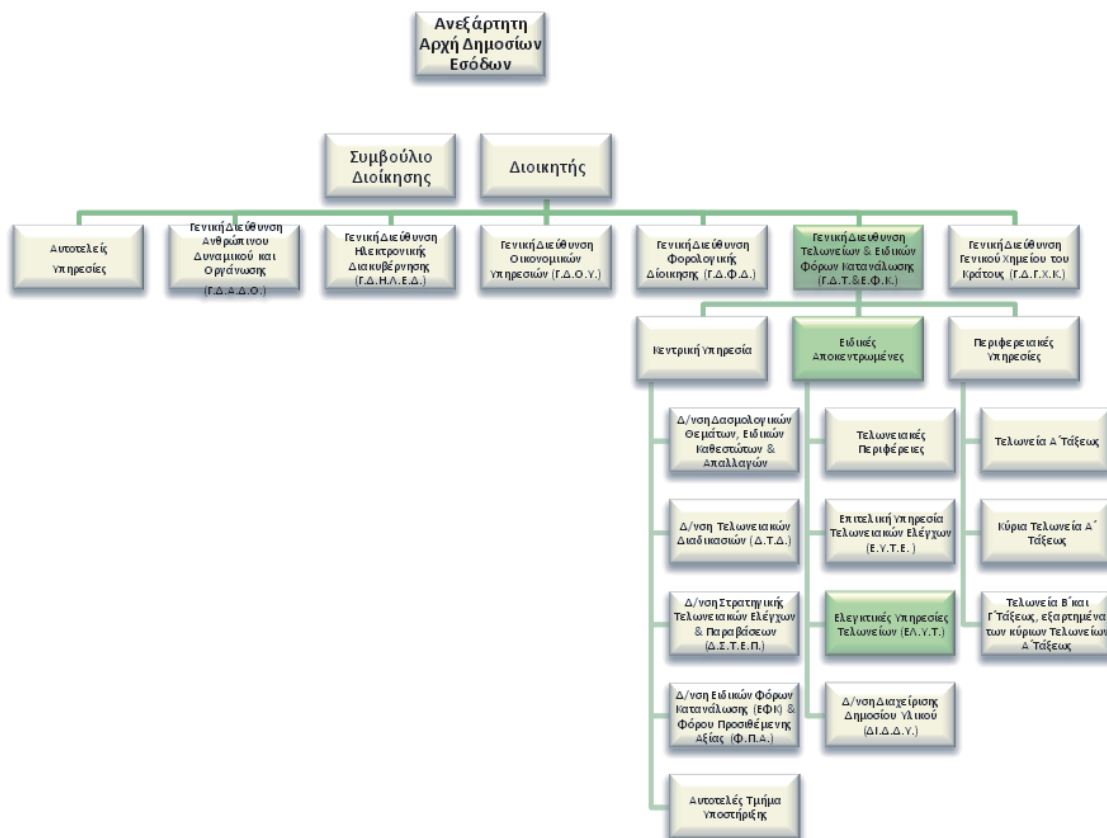 Ανεξάρτητη
Αρχή Δημοσίων
Εσόδων
Συμβούλιο
Διοίκησης
Διοικητής
Αυτοτελείς
Υπηρεσίες
Γενική Διεύθυνση
Ανθρώπινου
Δυναμικού και
Οργάνωσης
(Γ.Δ.Α.Δ.Ο.)
Γενική Διεύθυνση
Ηλεκτρονικής
Διακυβέρνησης
(Γ.Δ.Η.Λ.Ε.Δ.)
Γενική Διεύθυνση
Οικονομικών
Υπηρεσιών (Γ.Δ.Ο.Υ.)
Γενική Διεύθυνση
Φορολογικής
Δίοικησης (Γ.Δ.Φ.Δ.)
Γενική Διευθυνση
Τελωνείων & Ειδικών
Φόρων Κατανάλωσης
(Γ.Δ.Τ.&Ε.Φ.Κ.)
Γενική Διεύθυνση
Γενικού Χημείου του
Κράτους (Γ.Δ.Γ.Χ.Κ.)
Κεντρική Υπηρεσία
Ειδικές
Αποκεντρωμένες
Περιφερειακές
Υπηρεσίες
Δ/νση Δασμολογικών
Θεμάτων, Ειδικών
Καθεστώτων &
Απαλλαγών
Δ/νση Τελωνειακών
Διαδικασιών (Δ.Τ.Δ.)
Δ/νση Στρατηγικής
Τελωνειακών Ελέγχων
& Παραβάσεων
(Δ.Σ.Τ.Ε.Π.)
Δ/νση Ειδικών Φόρων
Κατανάλωσης (ΕΦΚ) &
Φόρου Προσιθέμενης
Αξίας (Φ.Π.Α.)
Αυτοτελές Τμήμα
Υποστήριξης
Τελωνειακές
Περιφέρειες
Επιτελική Υπηρεσία
Τελωνειακών Ελέγχων
(Ε.Υ.Τ.Ε.)
Ελεγκτικές Υπηρεσίες
Τελωνείων (ΕΛ.Υ.Τ.)
Δ/νση Διαχείρισης
Δημοσίου Υλικού
(ΔΙ.Δ.Δ.Υ.)
Τελωνεία Α΄Τάξεως
Κύρια Τελωνεία Α΄
Τάξεως
Τελωνεία Β΄και
Γ΄Τάξεως, εξαρτημένα
των κύριων Τελωνείων
Α΄Τάξεως